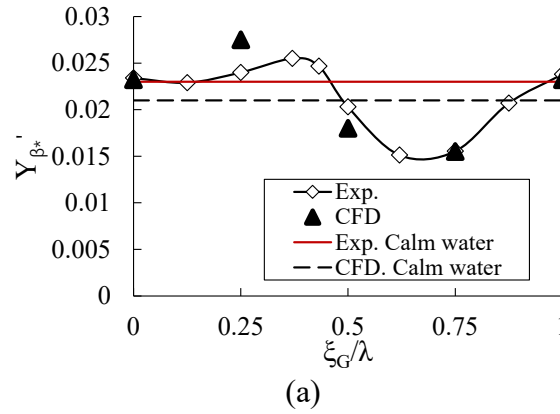 0.03
0.025
0.02
0.015
0.01
0.005
0
Yβ*'
Exp.
CFD
Exp. Calm water
CFD. Calm water
0 0.25 0.5 0.75 1
ξG/λ
(a)